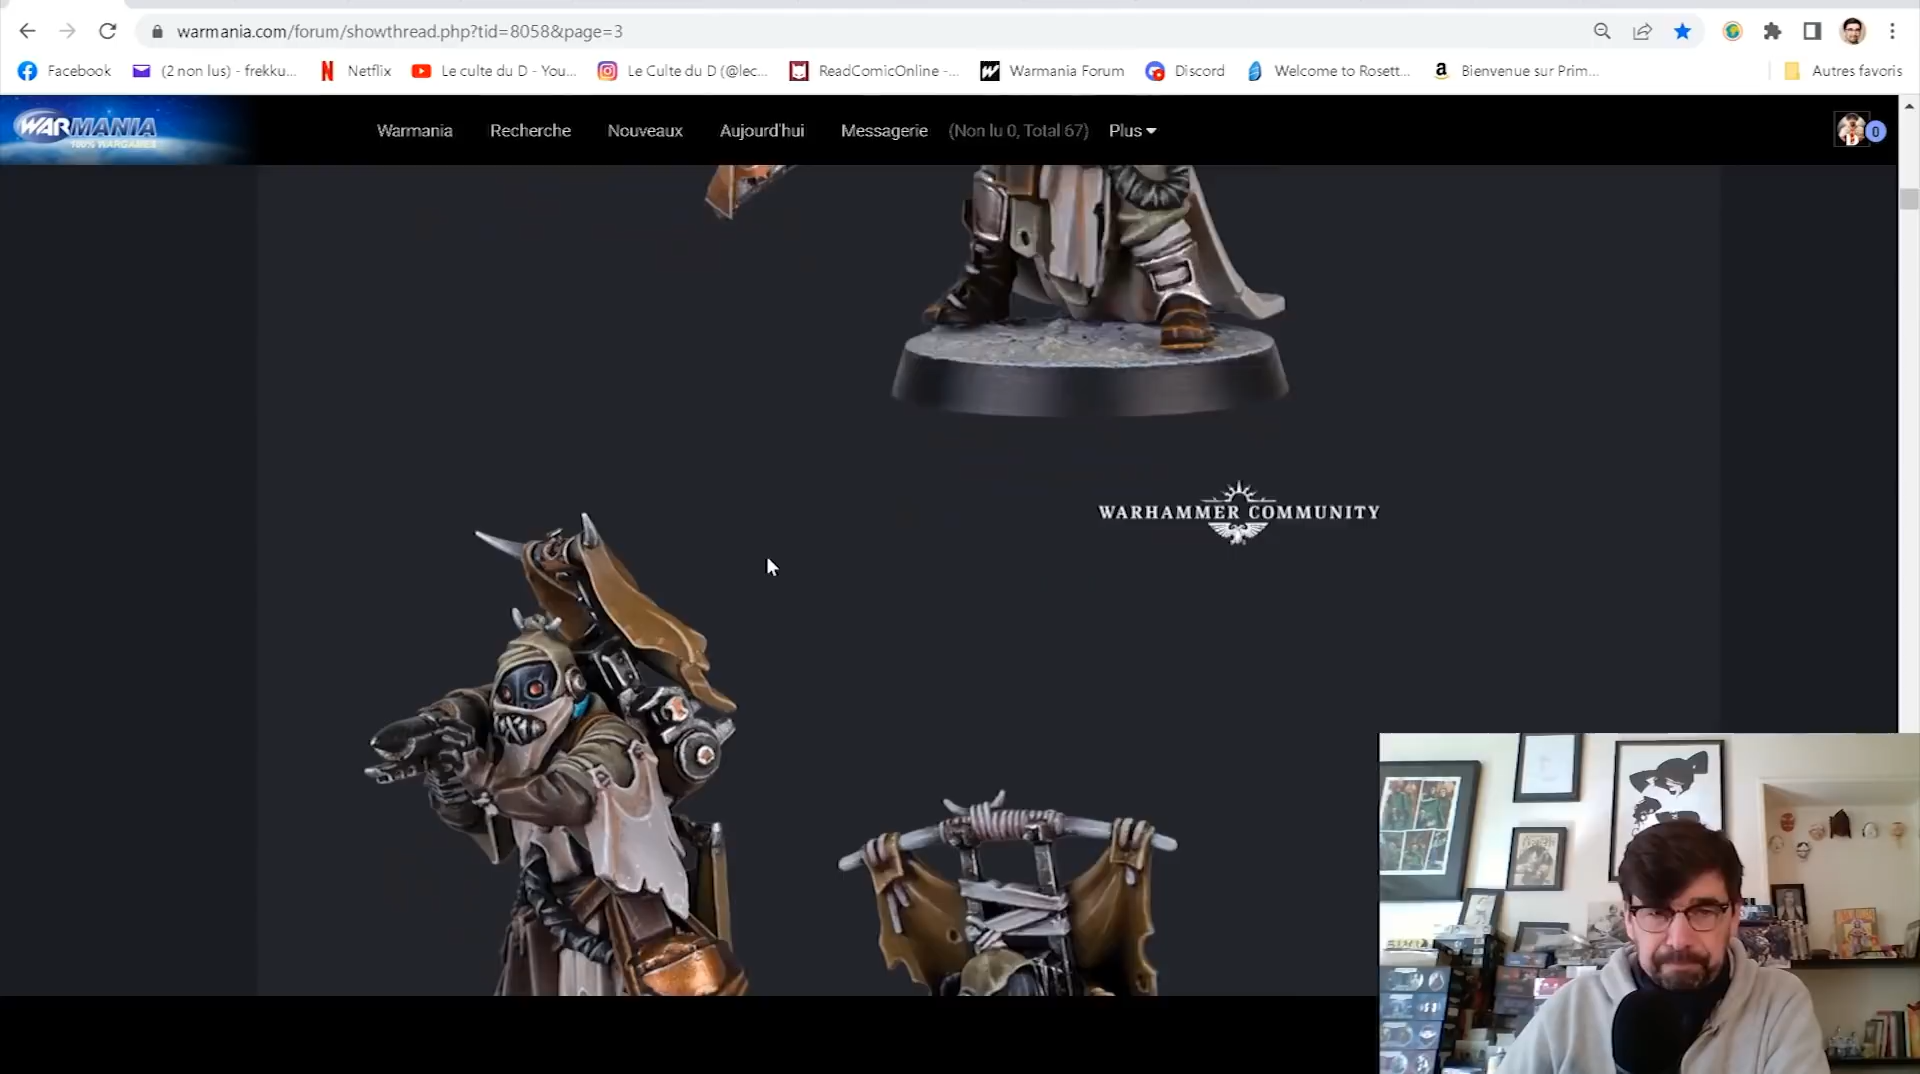 warmania.com/forum/showthread.php?tid=8058&page=3
Facebook (2 non lus) - frekku... Netflix Le culte du D - You... Le Culte du D (@lec... ReadComicOnline -... Warmania Forum Discord Welcome to Rosett... Bienvenue sur Prim... Autres favoris
WARMANIA
100% WARGAMES
Warmania Recherche Nouveaux Aujourd'hui Messagerie (Non lu 0, Total 67) Plus 0
WARHAMMER COMMUNITY